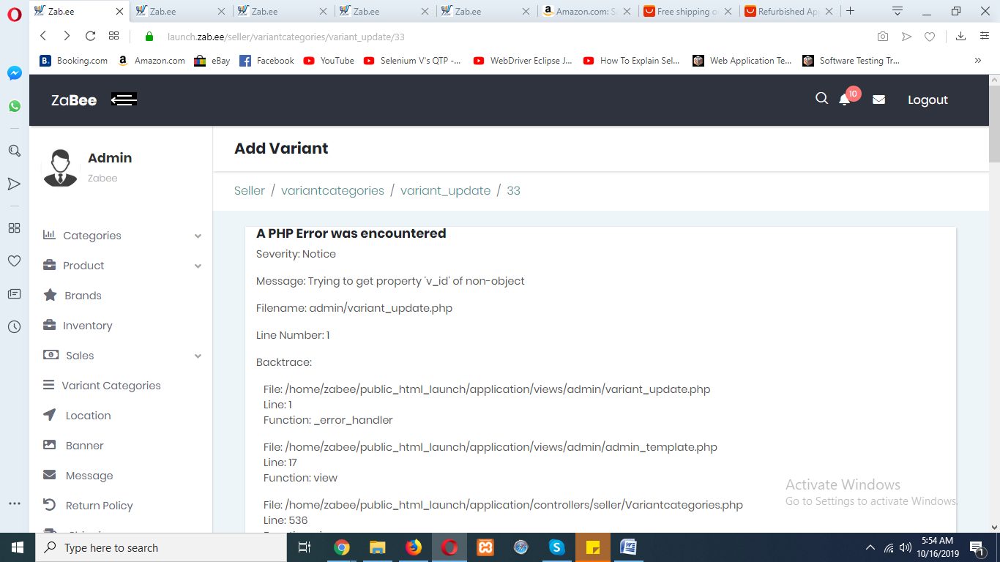 Zab.ee
Zab.ee
Zab.ee
Zab.ee
Zab.ee
Amazon.com: S
Free shipping o
Refurbished Ap
launch.zab.ee/seller/variantcategories/variant_update/33
B. Booking.com
Amazon.com
eBay
Facebook
YouTube
Selenium V's QTP -...
WebDriver Eclipse J...
How To Explain Sel...
Web Application Te...
Software Testing Tr...
ZaBee
10
Logout
Admin
Zabee
Add Variant
Seller / variantcategories / variant_update / 33
Categories
Product
Brands
Inventory
Sales
Variant Categories
Location
Banner
Message
Return Policy
A PHP Error was encountered
Severity: Notice
Message: Trying to get property 'v_id' of non-object
Filename: admin/variant_update.php
Line Number: 1
Backtrace:
File: /home/zabee/public_html_launch/application/views/admin/variant_update.php
Line: 1
Function: _error_handler
File: /home/zabee/public_html_launch/application/views/admin/admin_template.php
Line: 17
Function: view
File: /home/zabee/public_html_launch/application/controllers/seller/Variantcategories.php
Line: 536
Activate Windows
Go to Settings to activate Windows.
Type here to search
5:54 AM
10/16/2019
1